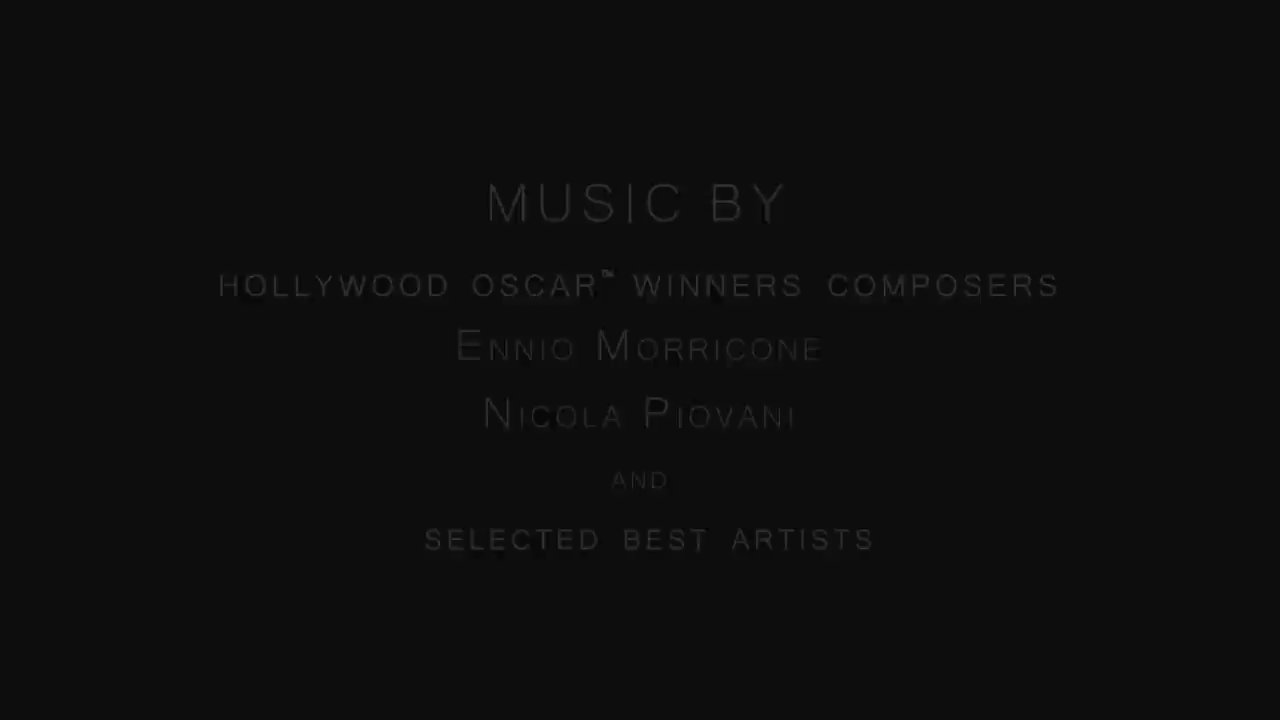 MUSIC BY
HOLLYWOOD OSCAR™ WINNERS COMPOSERS
ENNIO MORRICONE
NICOLA PIOVANI
AND
SELECTED BEST ARTISTS